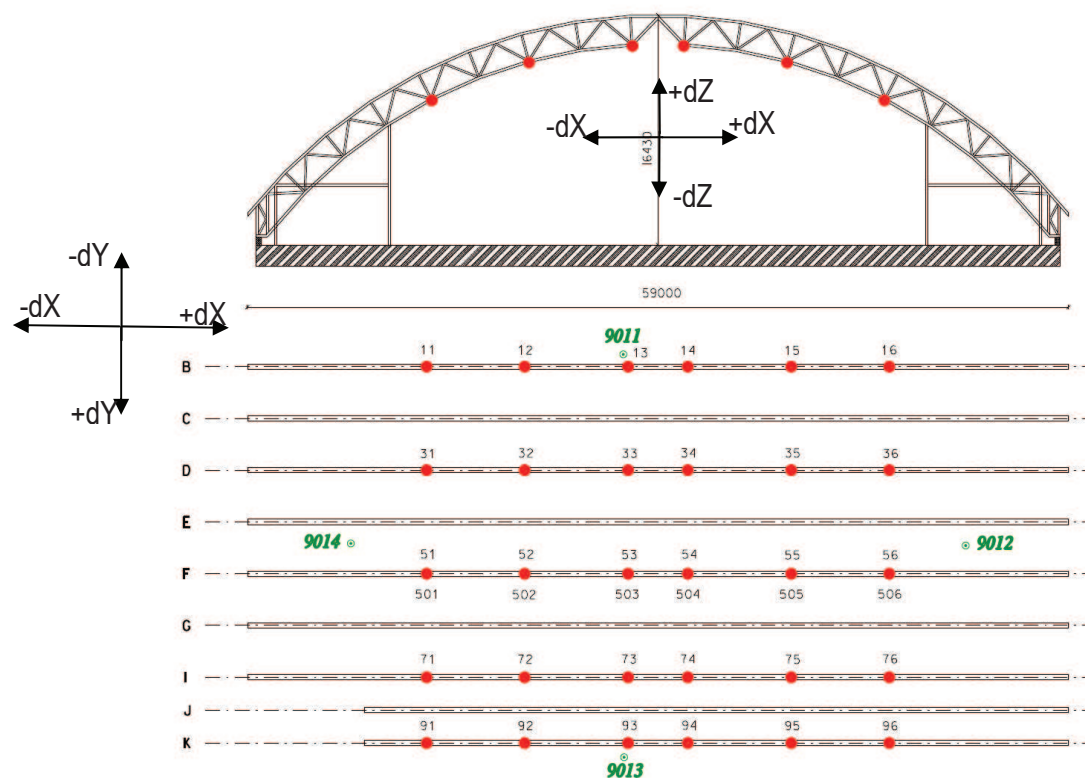 +dZ
-dX +dX
16430
-dZ
-dY
-dX +dX
+dY
59000
9011
11 12 13 14 15 16
B
C
31 32 33 34 35 36
D
E
9014 9012
51 52 53 54 55 56
F
501 502 503 504 505 506
G
71 72 73 74 75 76
I
J
91 92 93 94 95 96
K
9013